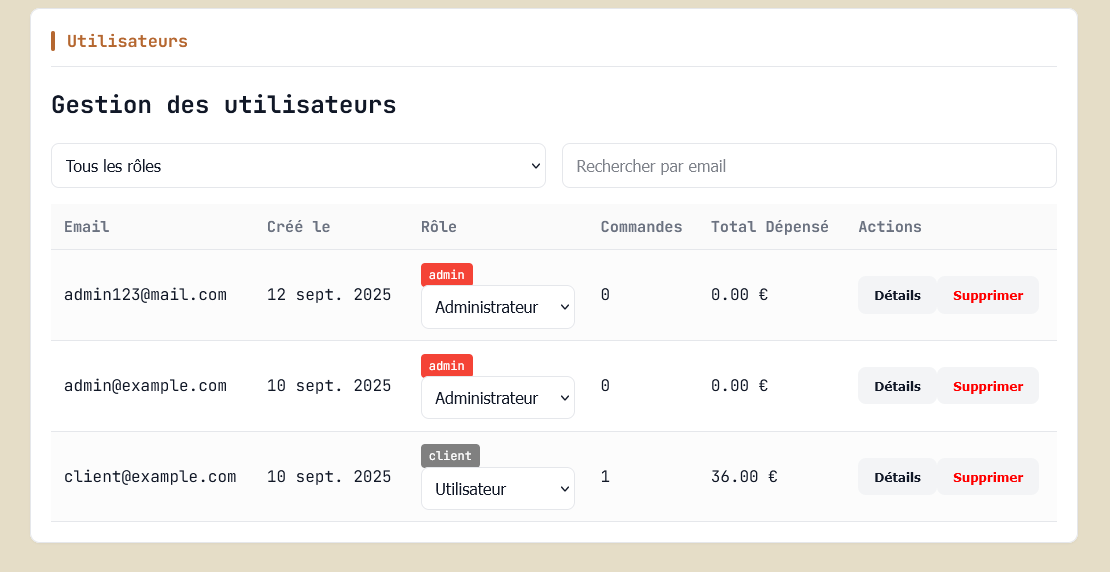 Utilisateurs
Gestion des utilisateurs
Tous les rôles Rechercher par email
Email Créé le Rôle Commandes Total Dépensé Actions
admin
admin123@mail.com 12 sept. 2025 Administrateur 0 0.00 € Détails Supprimer
admin
admin@example.com 10 sept. 2025 Administrateur 0 0.00 € Détails Supprimer
client
client@example.com 10 sept. 2025 Utilisateur 1 36.00 € Détails Supprimer